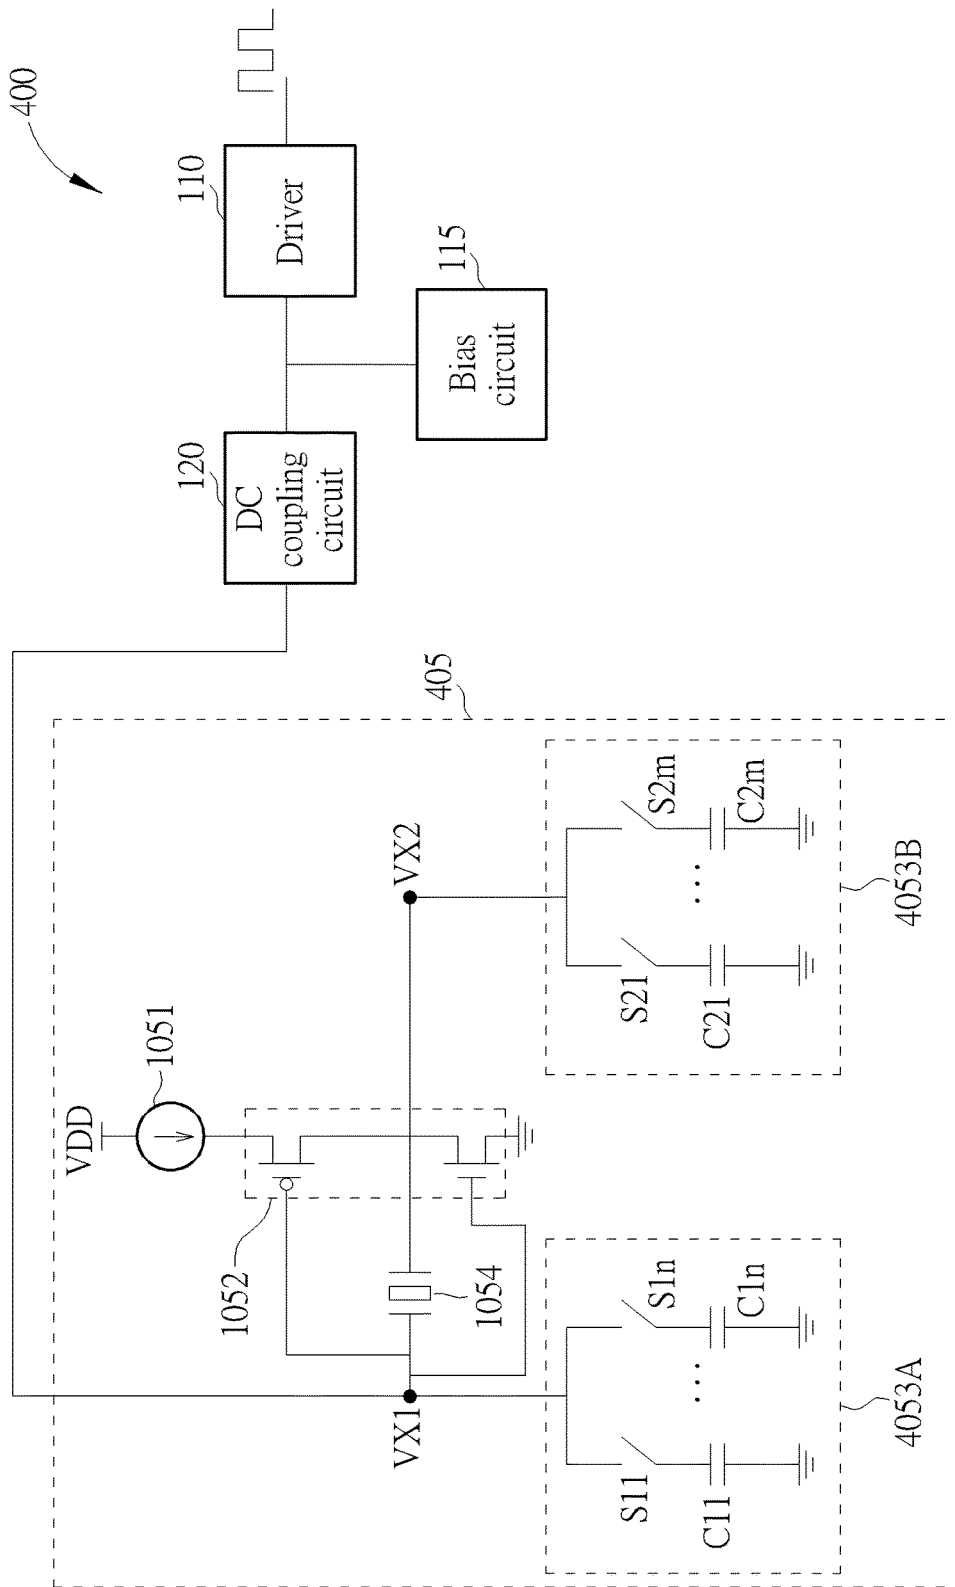 400
110
Driver
115
Bias
circuit
120
DC
coupling
circuit
405
VDD
1051
1052
1054
VX1
VX2
S11
C11
S1n
C1n
...
4053A
S21
C21
S2m
C2m
...
4053B